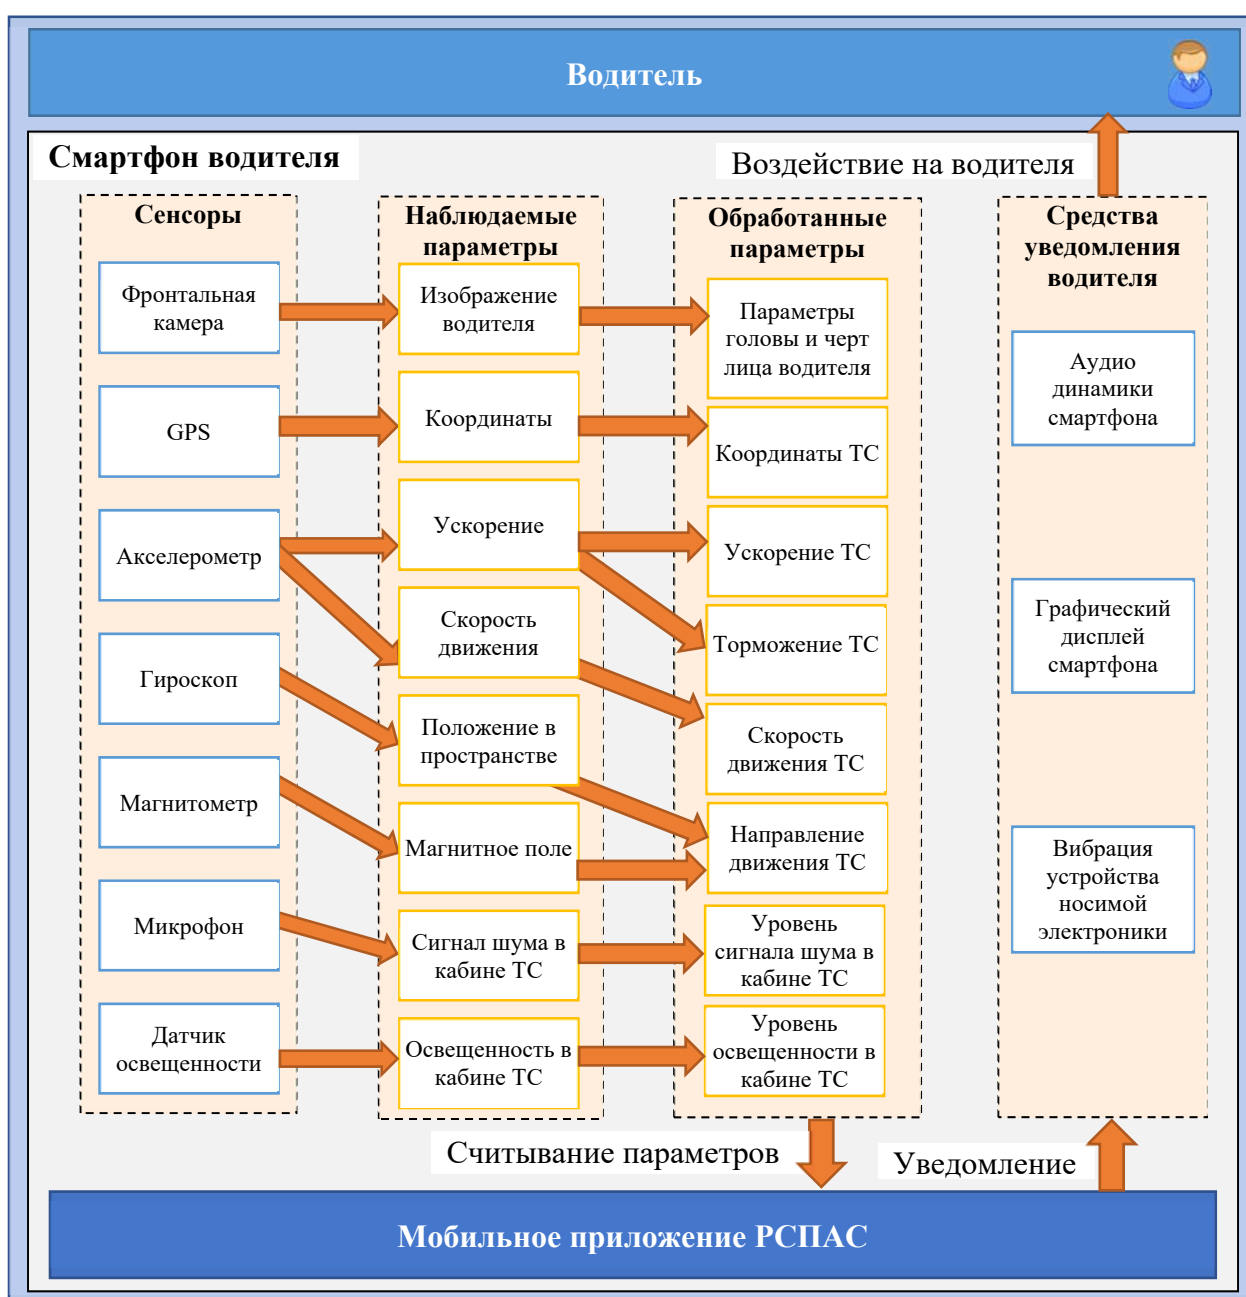 Водитель
Смартфон водителя
Воздействие на водителя
Сенсоры
Фронтальная
камера
GPS
Акселерометр
Гироскоп
Магнитометр
Микрофон
Датчик
освещенности
Наблюдаемые
параметры
Изображение
водителя
Координаты
Ускорение
Скорость
движения
Положение в
пространстве
Магнитное поле
Сигнал шума в
кабине ТС
Освещенность в
кабине ТС
Обработанные
параметры
Параметры
головы и черт
лица водителя
Координаты ТС
Ускорение ТС
Торможение ТС
Скорость
движения ТС
Направление
движения ТС
Уровень
сигнала шума в
кабине ТС
Уровень
освещенности в
кабине ТС
Средства
уведомления
водителя
Аудио
динамики
смартфона
Графический
дисплей
смартфона
Вибрация
устройства
носимой
электроники
Считывание параметров
Уведомление
Мобильное приложение РСПАС